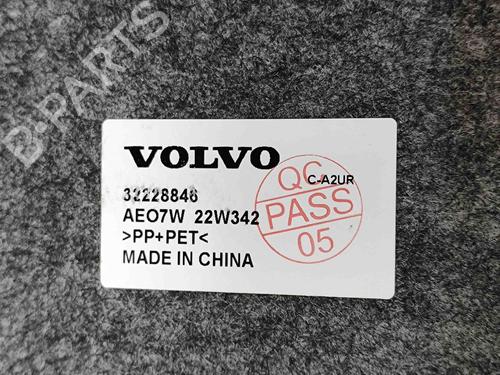 B-PARTS
VOLVO
C-A2UR
32228846
AEO7W 22W342
>PP+PET<
MADE IN CHINA
QC
PASS
05